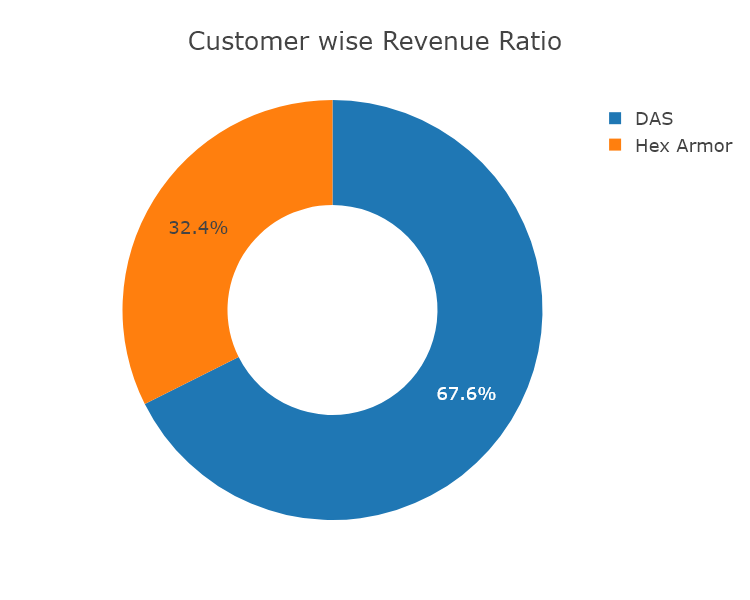 Customer wise Revenue Ratio
DAS
Hex Armor
32.4%
67.6%